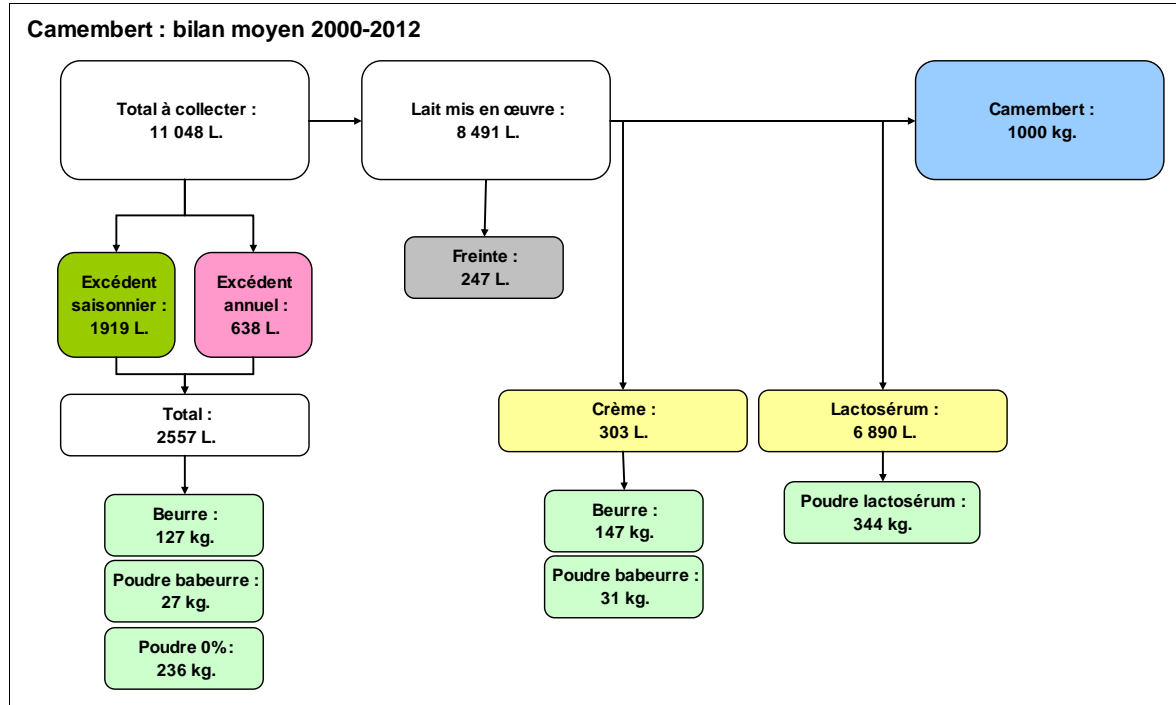 Camembert : bilan moyen 2000-2012
Total à collecter :
11 048 L.
Lait mis en œuvre :
8 491 L.
Camembert :
1000 kg.
Freinte :
247 L.
Excédent
saisonnier :
1919 L.
Excédent
annuel :
638 L.
Total :
2557 L.
Crème :
303 L.
Lactosérum :
6 890 L.
Beurre :
127 kg.
Poudre babeurre :
27 kg.
Poudre 0%:
236 kg.
Beurre :
147 kg.
Poudre babeurre :
31 kg.
Poudre lactosérum :
344 kg.